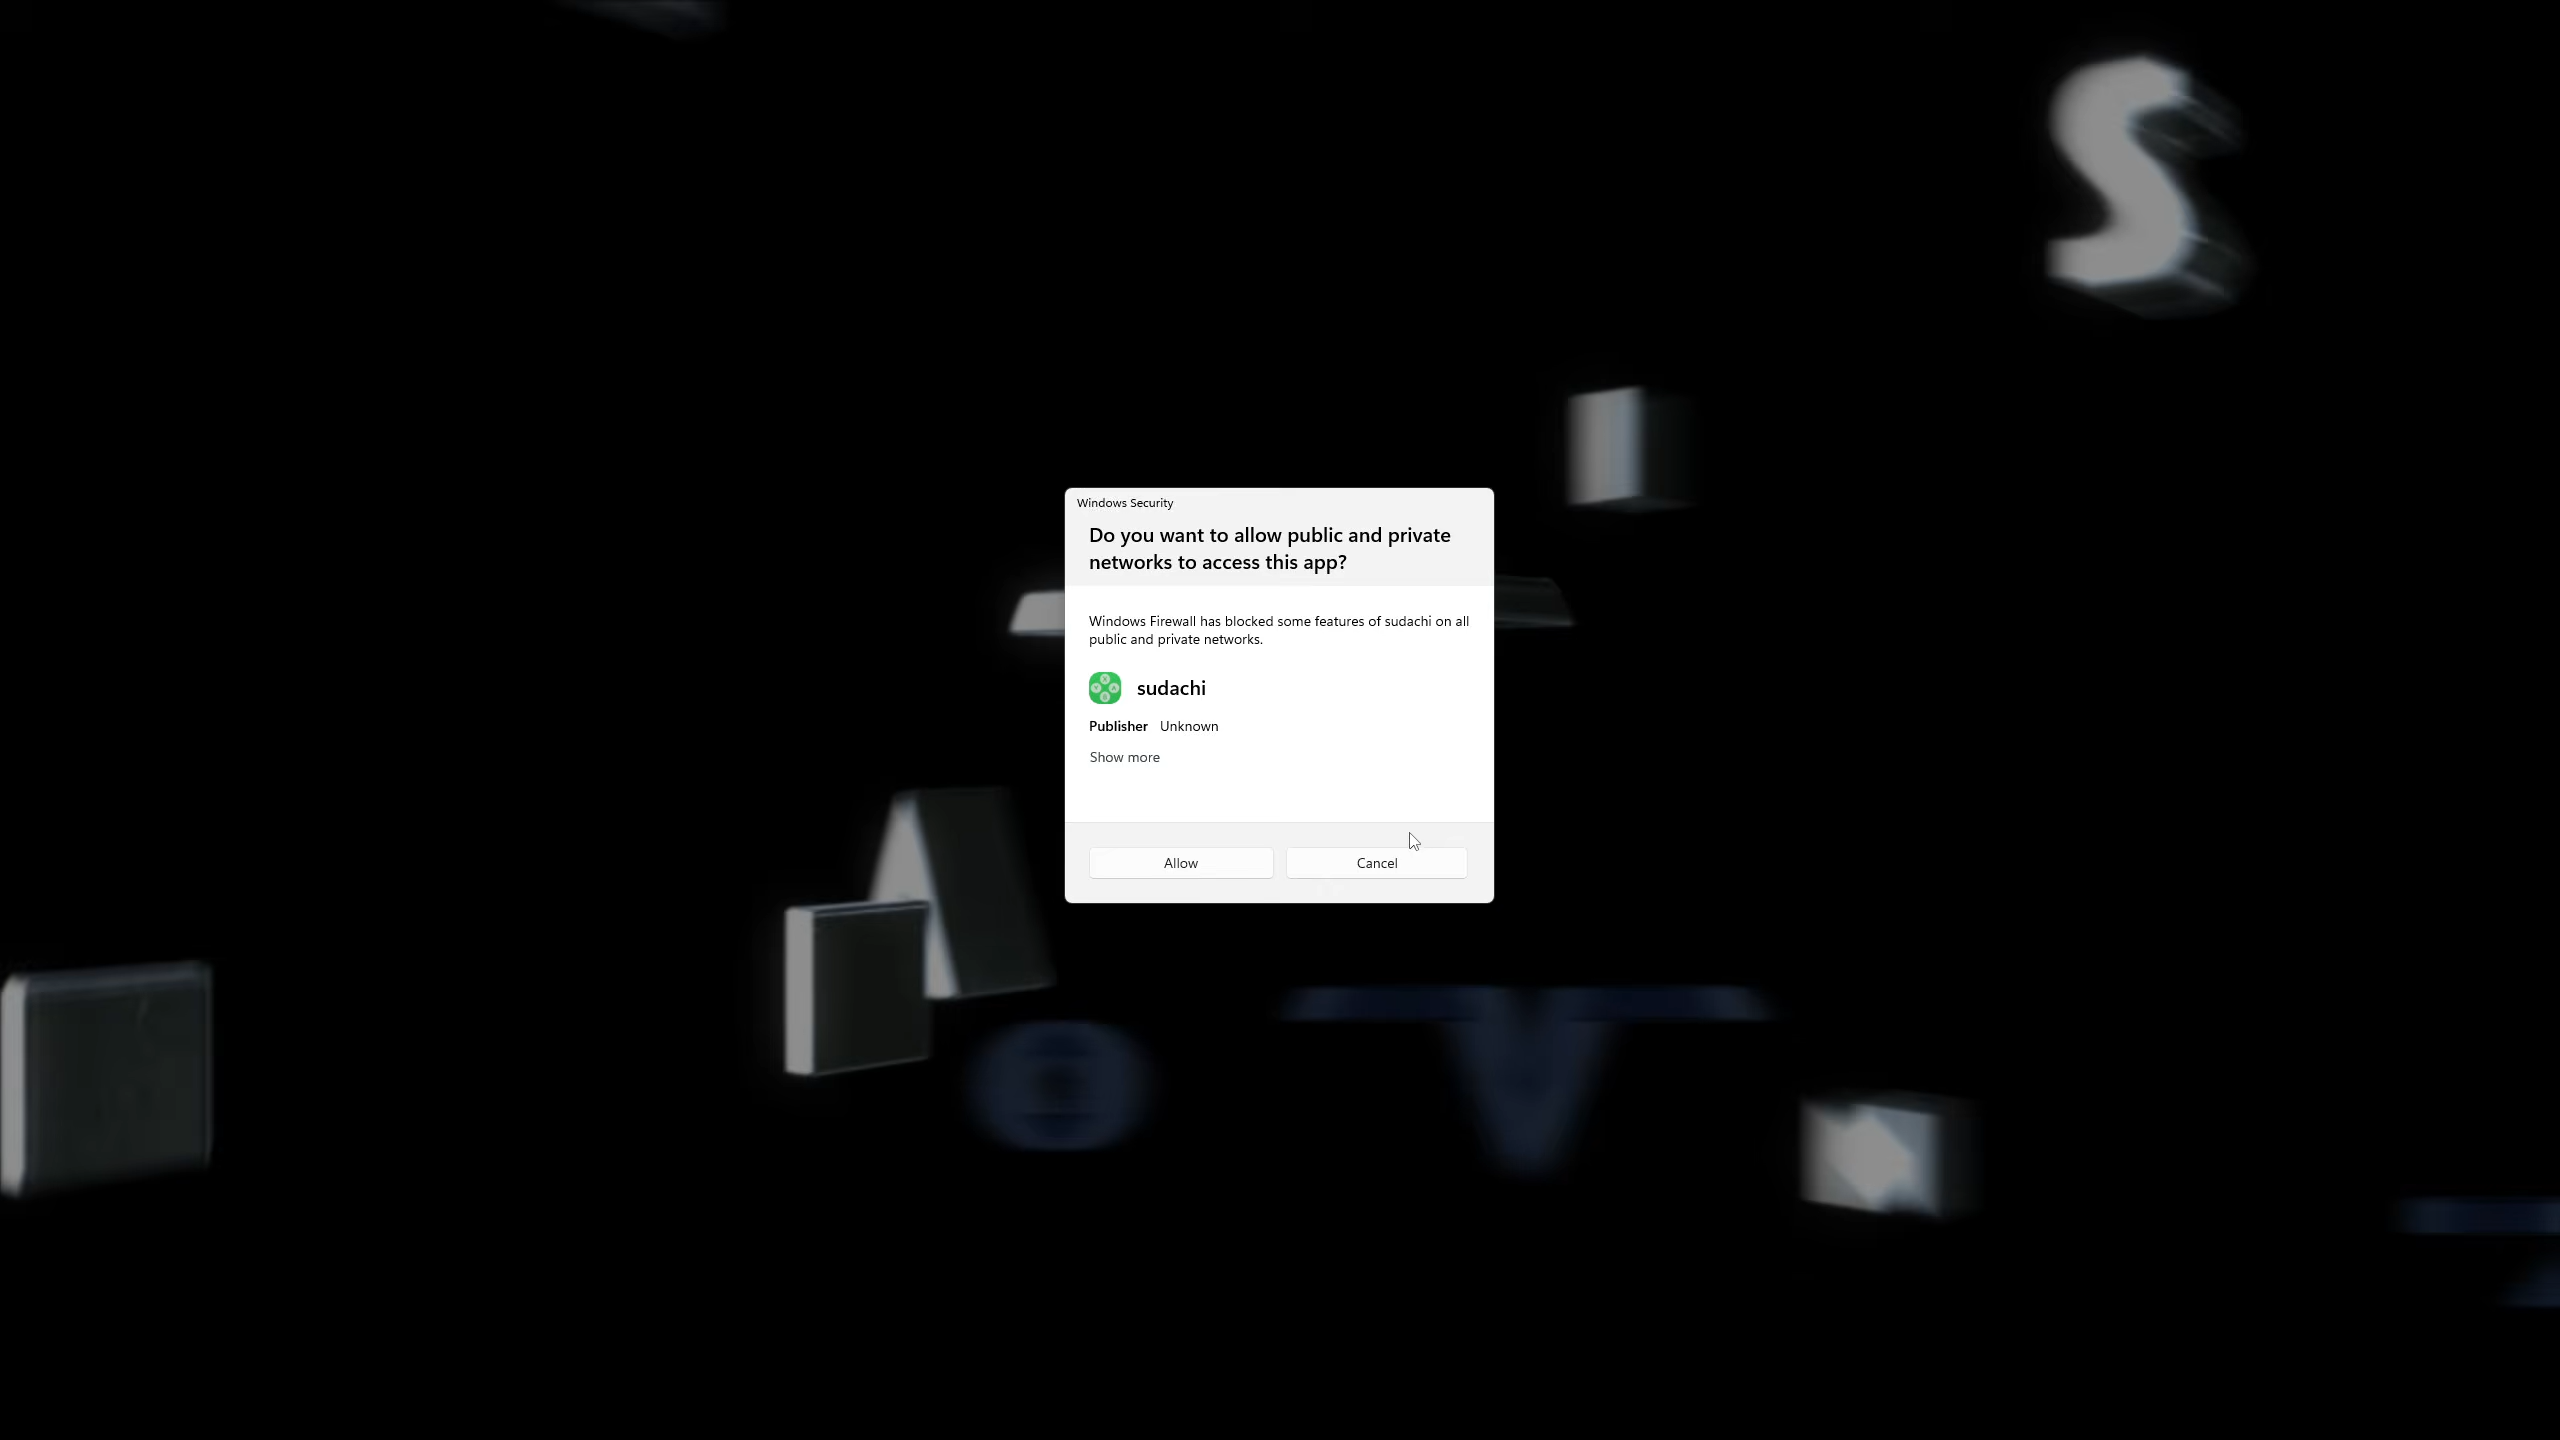 S
Windows Security
Do you want to allow public and private
networks to access this app?
Windows Firewall has blocked some features of sudachi on all
public and private networks.
sudachi
Publisher Unknown
Show more
Allow
Cancel